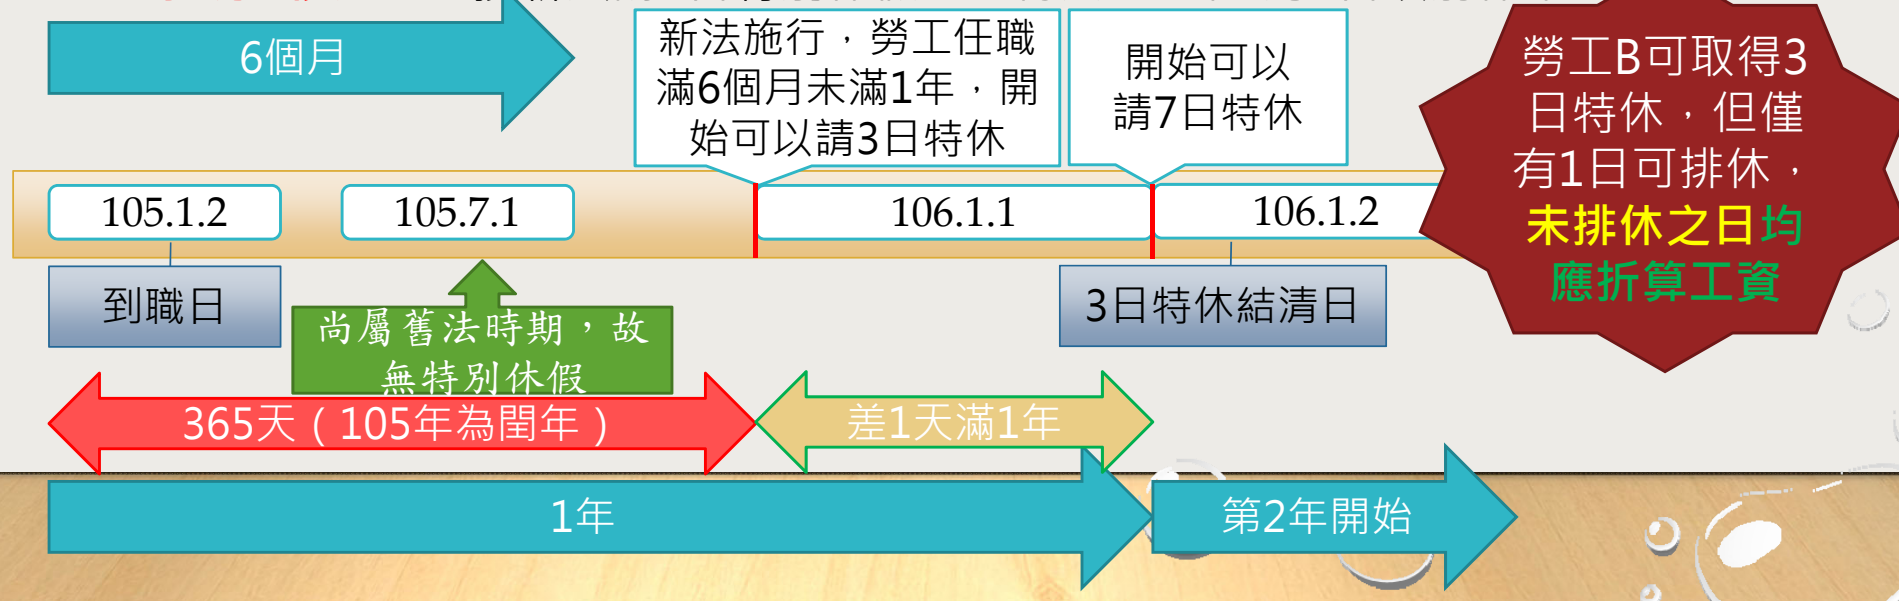 6個月
新法施行，勞工任職
滿6個月未滿1年，開
始可以請3日特休
開始可以
請7日特休
勞工B可取得3
日特休，但僅
有1日可排休，
未排休之日均
應折算工資
105.1.2
105.7.1
106.1.1
106.1.2
到職日
尚屬舊法時期，故
無特別休假
3日特休結清日
365天（105年為閏年）
差1天滿1年
1年
第2年開始